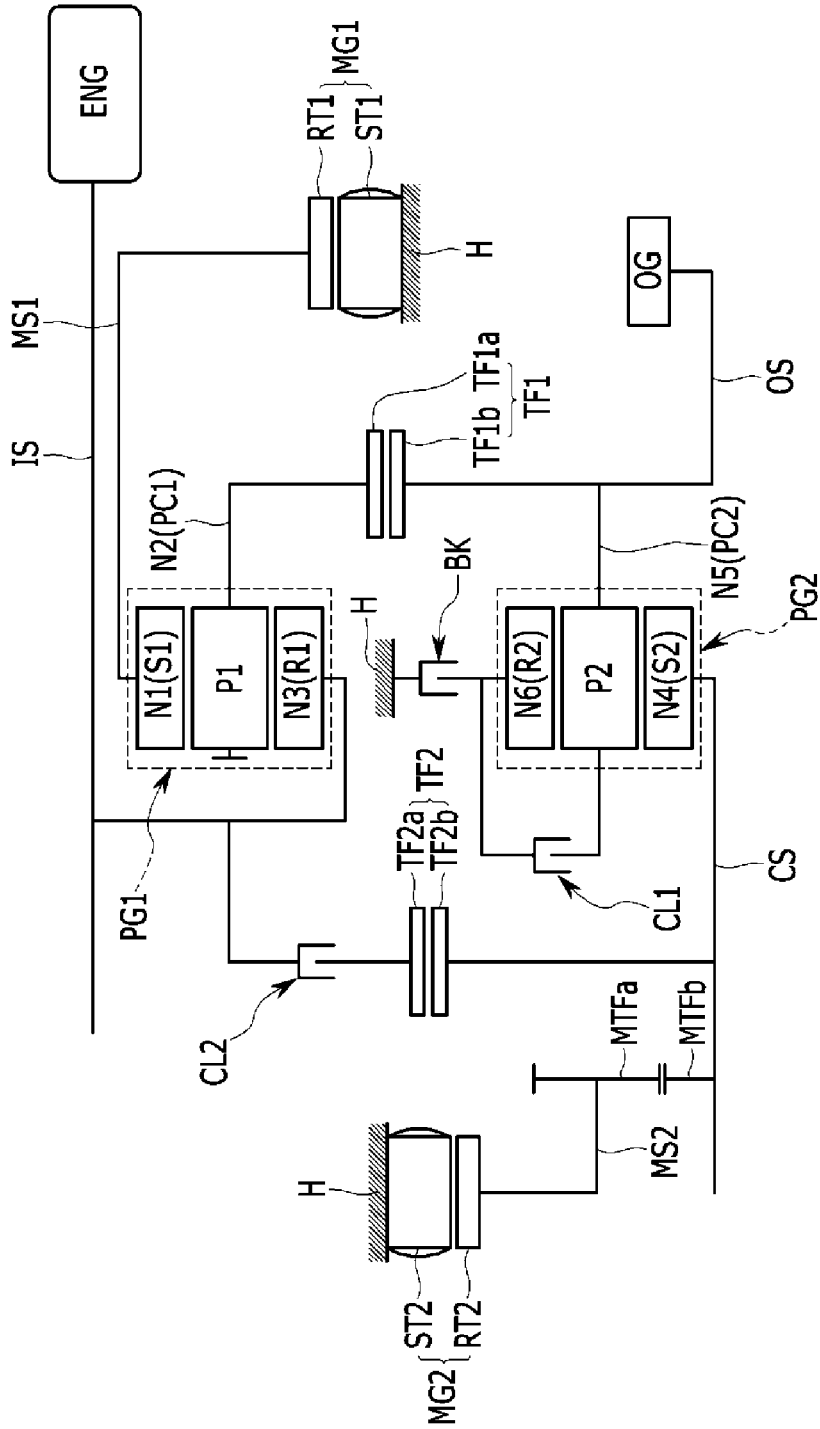 ENG
MG1
RT1
ST1
H
MS1
IS
N2(PC1)
TF1b TF1a
TF1
OG
OS
N1(S1)
P1
N3(R1)
PG1
H
BK
N6(R2)
P2
N4(S2)
N5(PC2)
PG2
TF2
TF2a
TF2b
CL1
CS
CL2
MTFa
MTFb
MS2
H
ST2
RT2
MG2